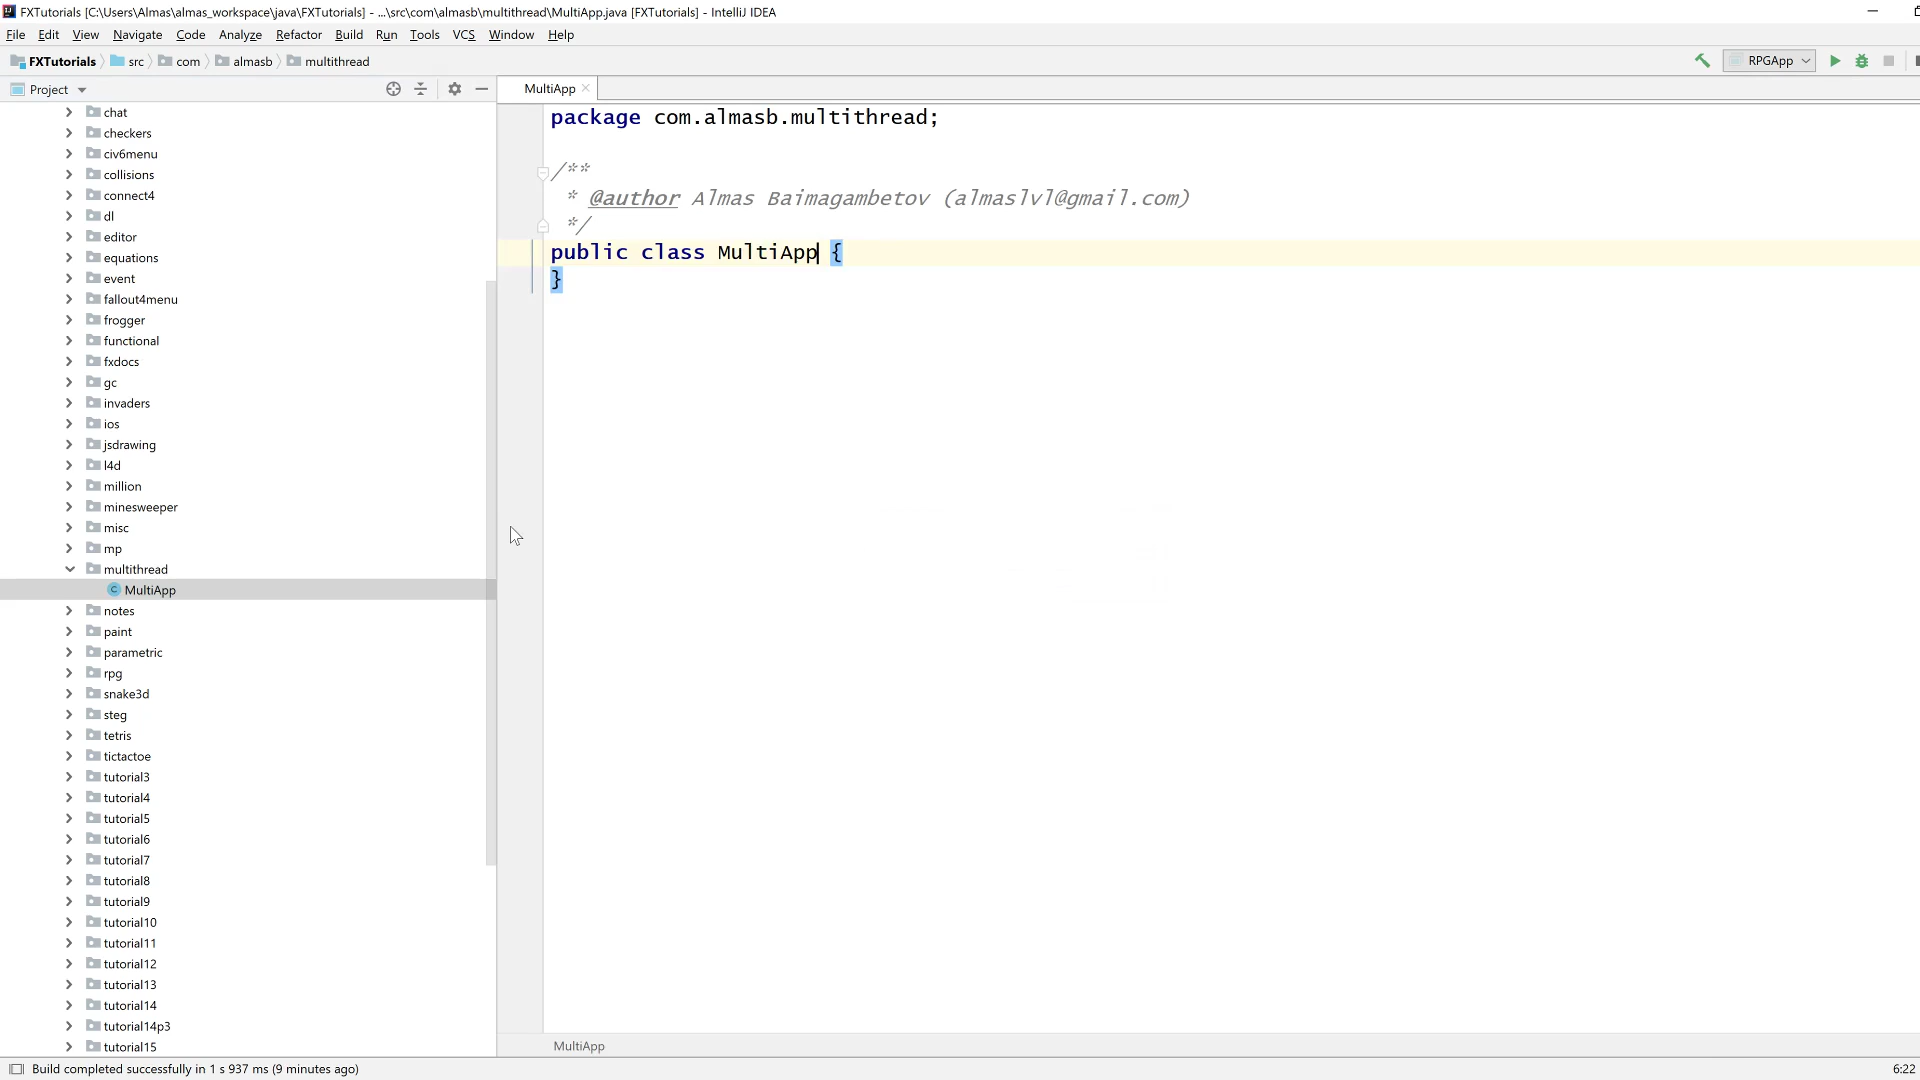 FXTutorials [C:\Users\Almas\almas_workspace\java\FXTutorials] - ...\src\com\almasb\multithread\MultiApp.java [FXTutorials] - IntelliJ IDEA
File Edit View Navigate Code Analyze Refactor Build Run Tools VCS Window Help
FXTutorials src com almasb multithread RPGApp
Project
MultiApp
chat
checkers
civ6menu
collisions
connect4
dl
editor
equations
event
fallout4menu
frogger
functional
fxdocs
gc
invaders
ios
jsdrawing
l4d
million
minesweeper
misc
mp
multithread
MultiApp
notes
paint
parametric
rpg
snake3d
steg
tetris
tictactoe
tutorial3
tutorial4
tutorial5
tutorial6
tutorial7
tutorial8
tutorial9
tutorial10
tutorial11
tutorial12
tutorial13
tutorial14
tutorial14p3
tutorial15
package com.almasb.multithread;
/**
* @author Almas Baimagambetov (almaslvl@gmail.com)
*/
public class MultiApp {
}
MultiApp
Build completed successfully in 1 s 937 ms (9 minutes ago)
6:22